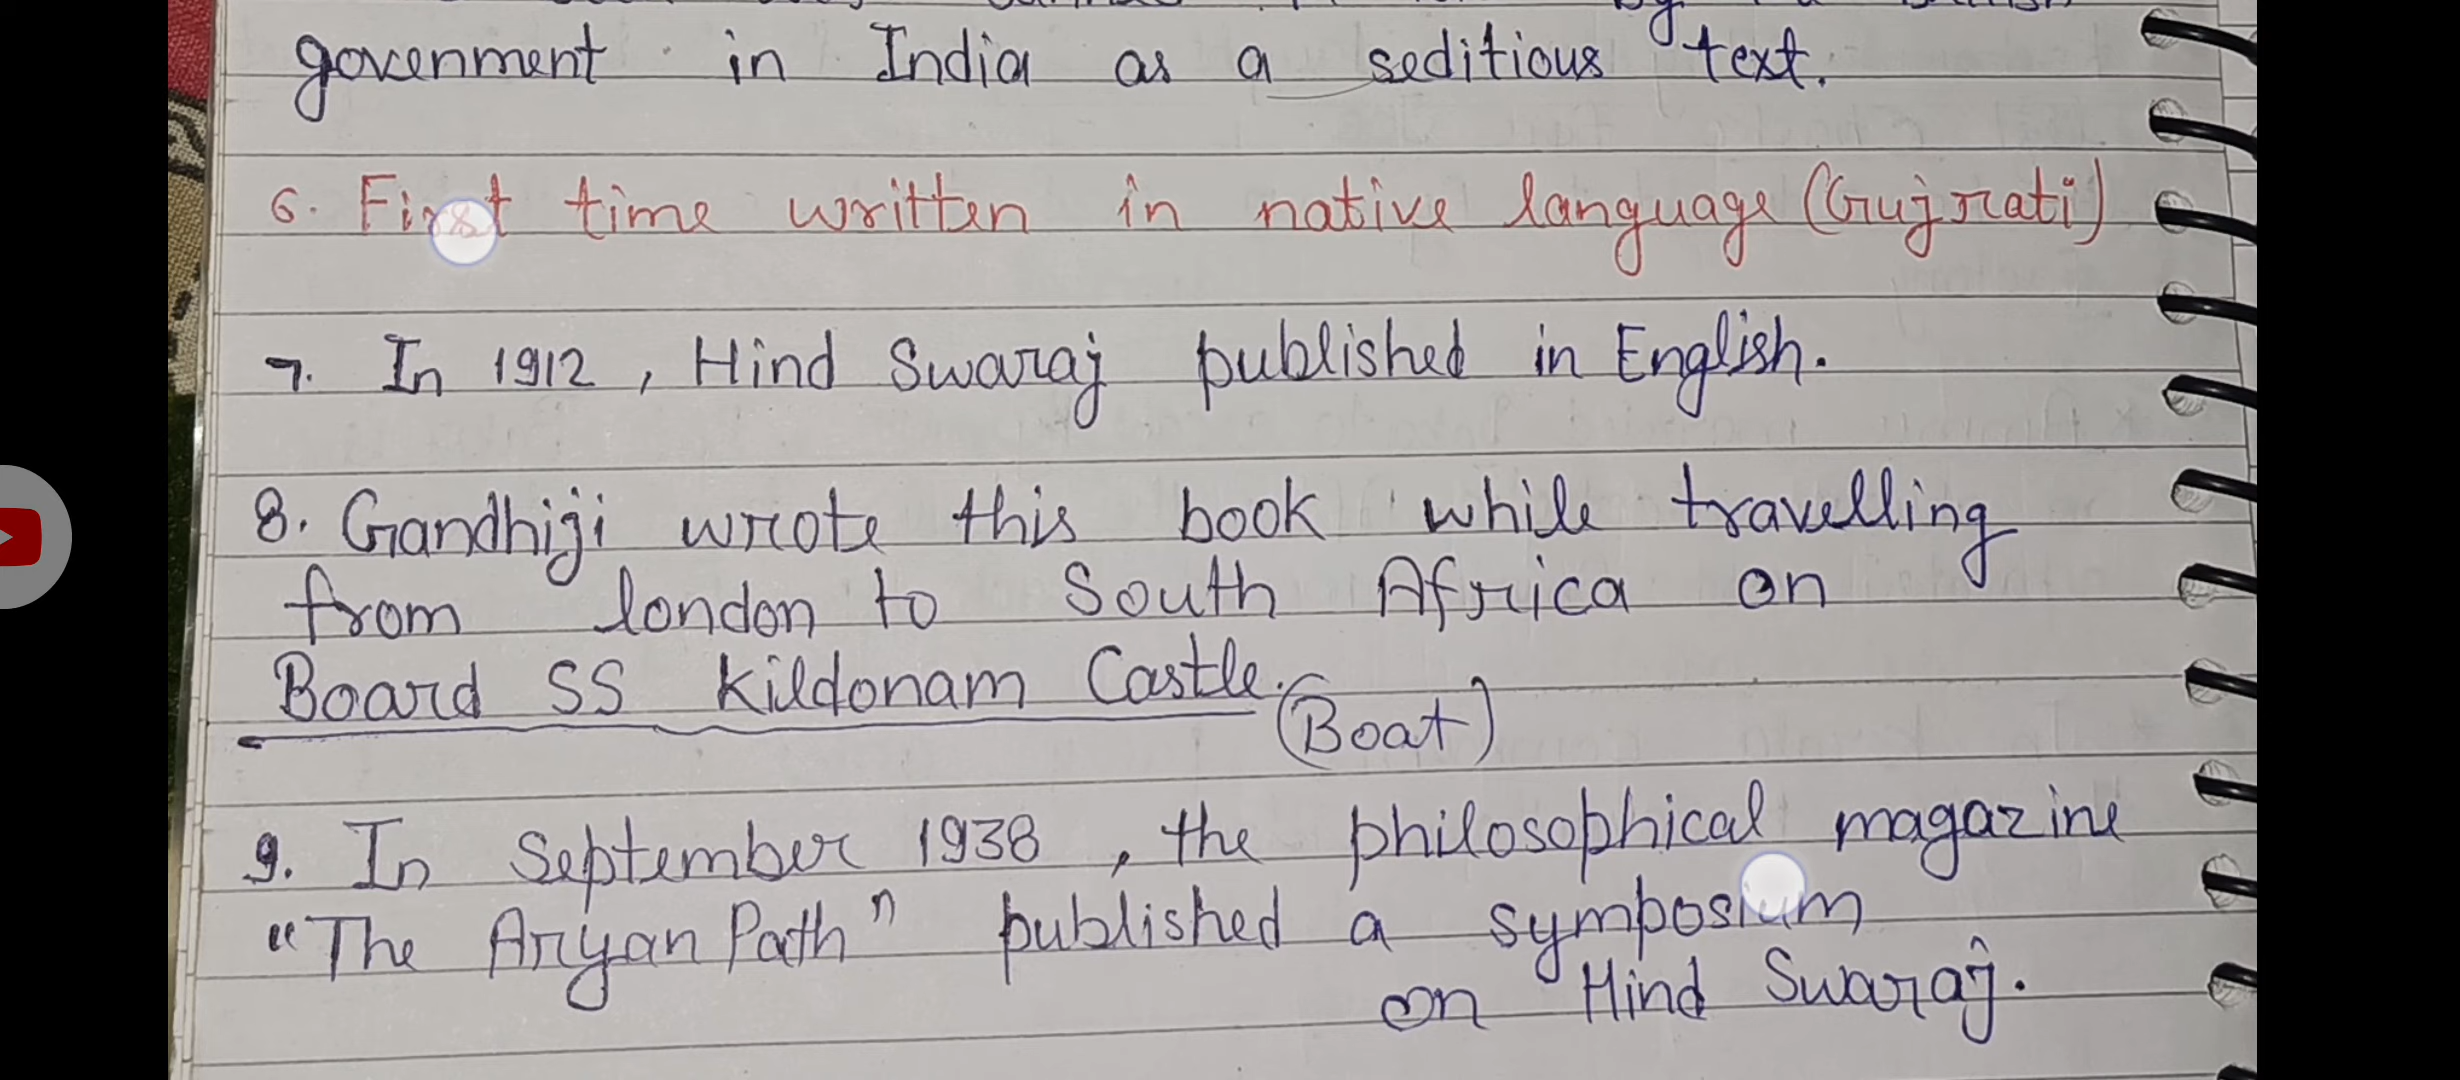 govenment in India as a seditious text.
6. First time written in native language (Gujrati)
7. In 1912, Hind Swaraj published in English.
8. Gandhiji wrote this book while travelling
from london to South Africa on
Board SS Kildonam Castle.
(Boat)
9. In September 1938, the philosophical magazine
"The Aryan Path" published a symposium
on Hind Swaraj.